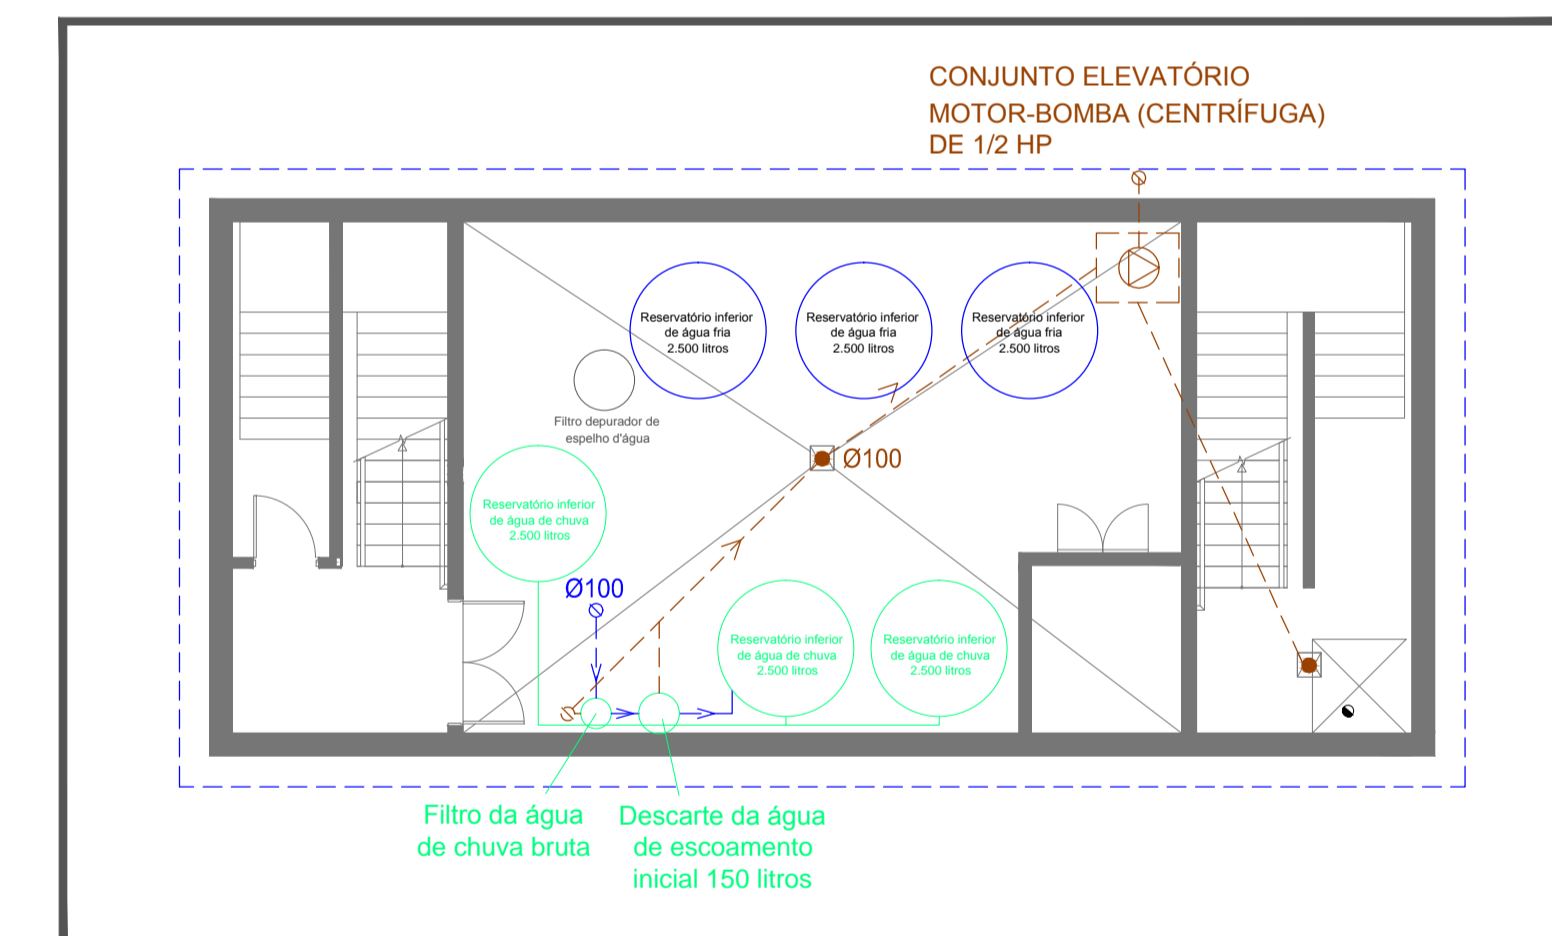 CONJUNTO ELEVATÓRIO
MOTOR-BOMBA (CENTRÍFUGA)
DE 1/2 HP
Reservatório inferior
de água fria
2.500 litros
Reservatório inferior
de água fria
2.500 litros
Reservatório inferior
de água fria
2.500 litros
Filtro depurador de
espelho d'água
Ø100
Reservatório inferior
de água de chuva
2.500 litros
Ø100
Reservatório inferior
de água de chuva
2.500 litros
Reservatório inferior
de água de chuva
2.500 litros
Filtro da água
de chuva bruta
Descarte da água
de escoamento
inicial 150 litros